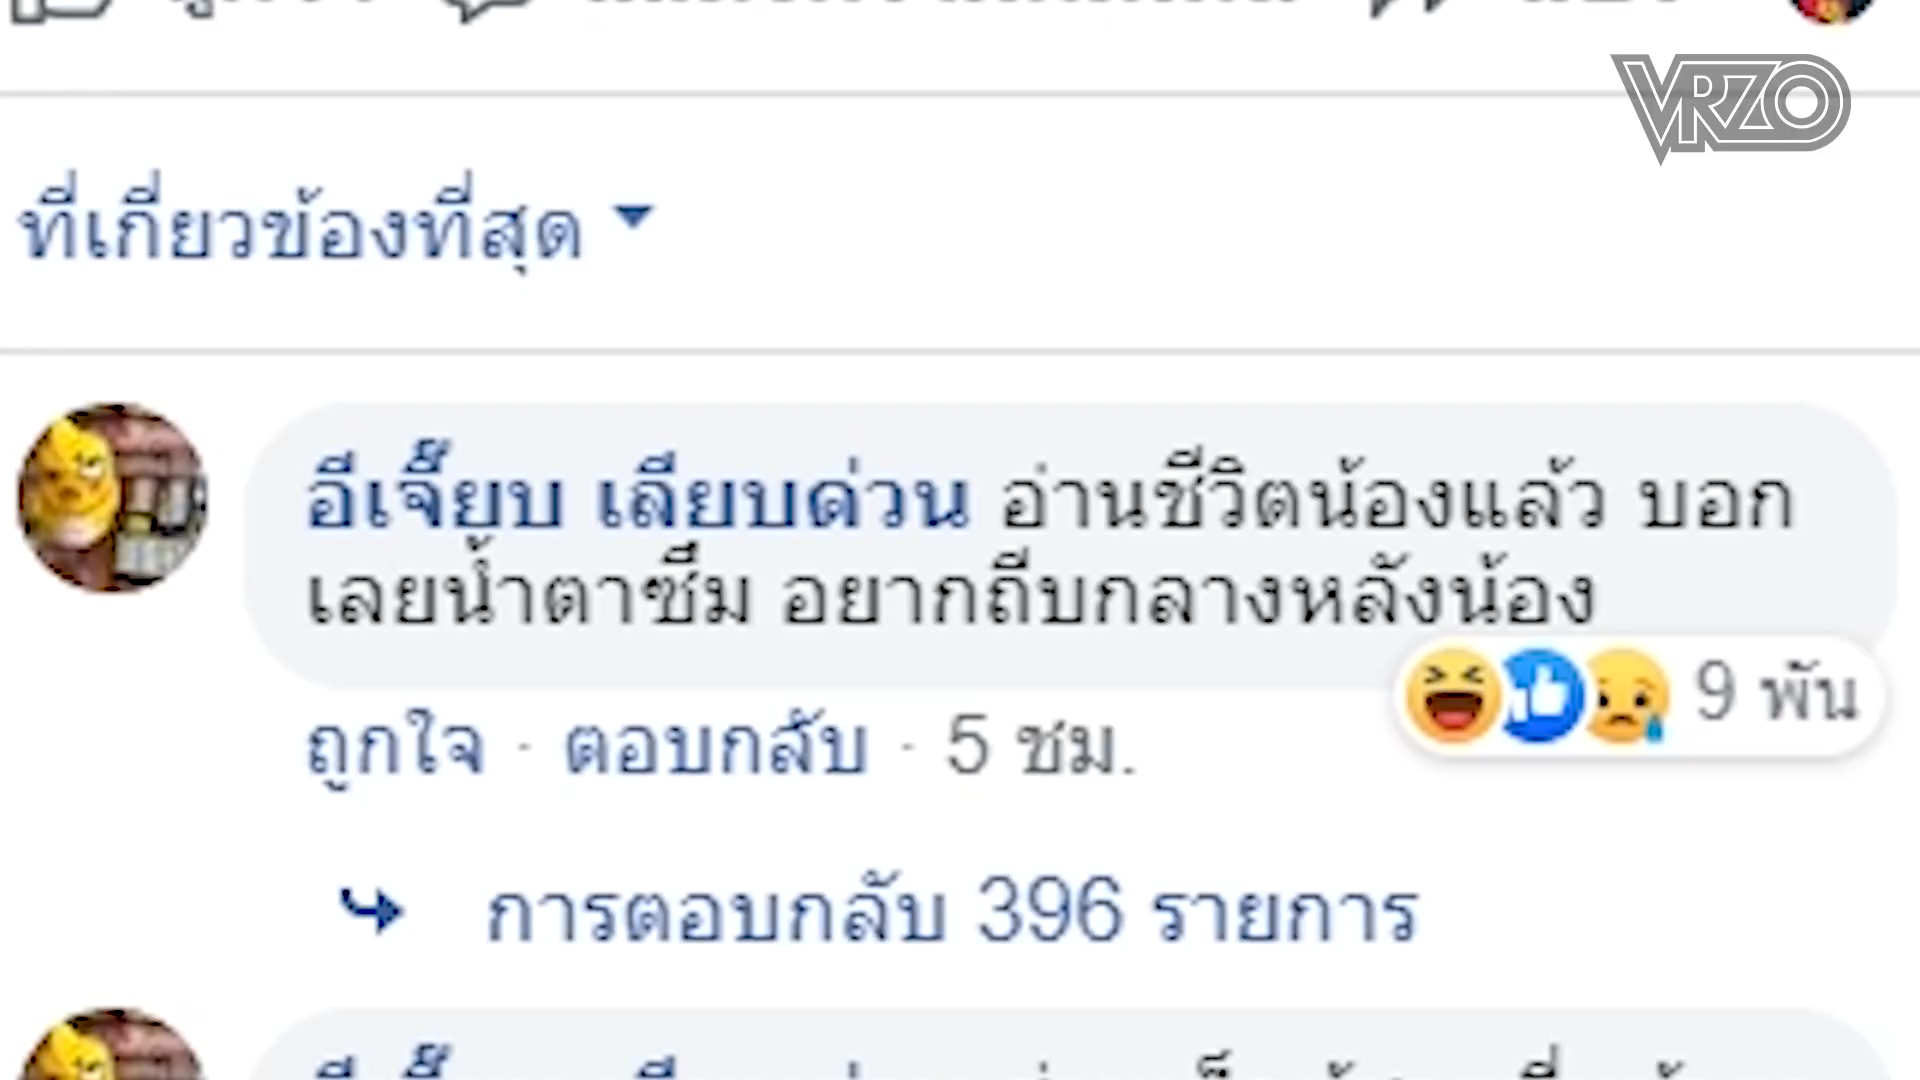 VRZO
ที่เกี่ยวข้องที่สุด
อีเจี๊ยบ เลียบด่วน อ่านชีวิตน้องแล้ว บอก
เลยน้ำตาซึม อยากถีบกลางหลังน้อง
9 พัน
ถูกใจ · ตอบกลับ · 5 ชม.
การตอบกลับ 396 รายการ